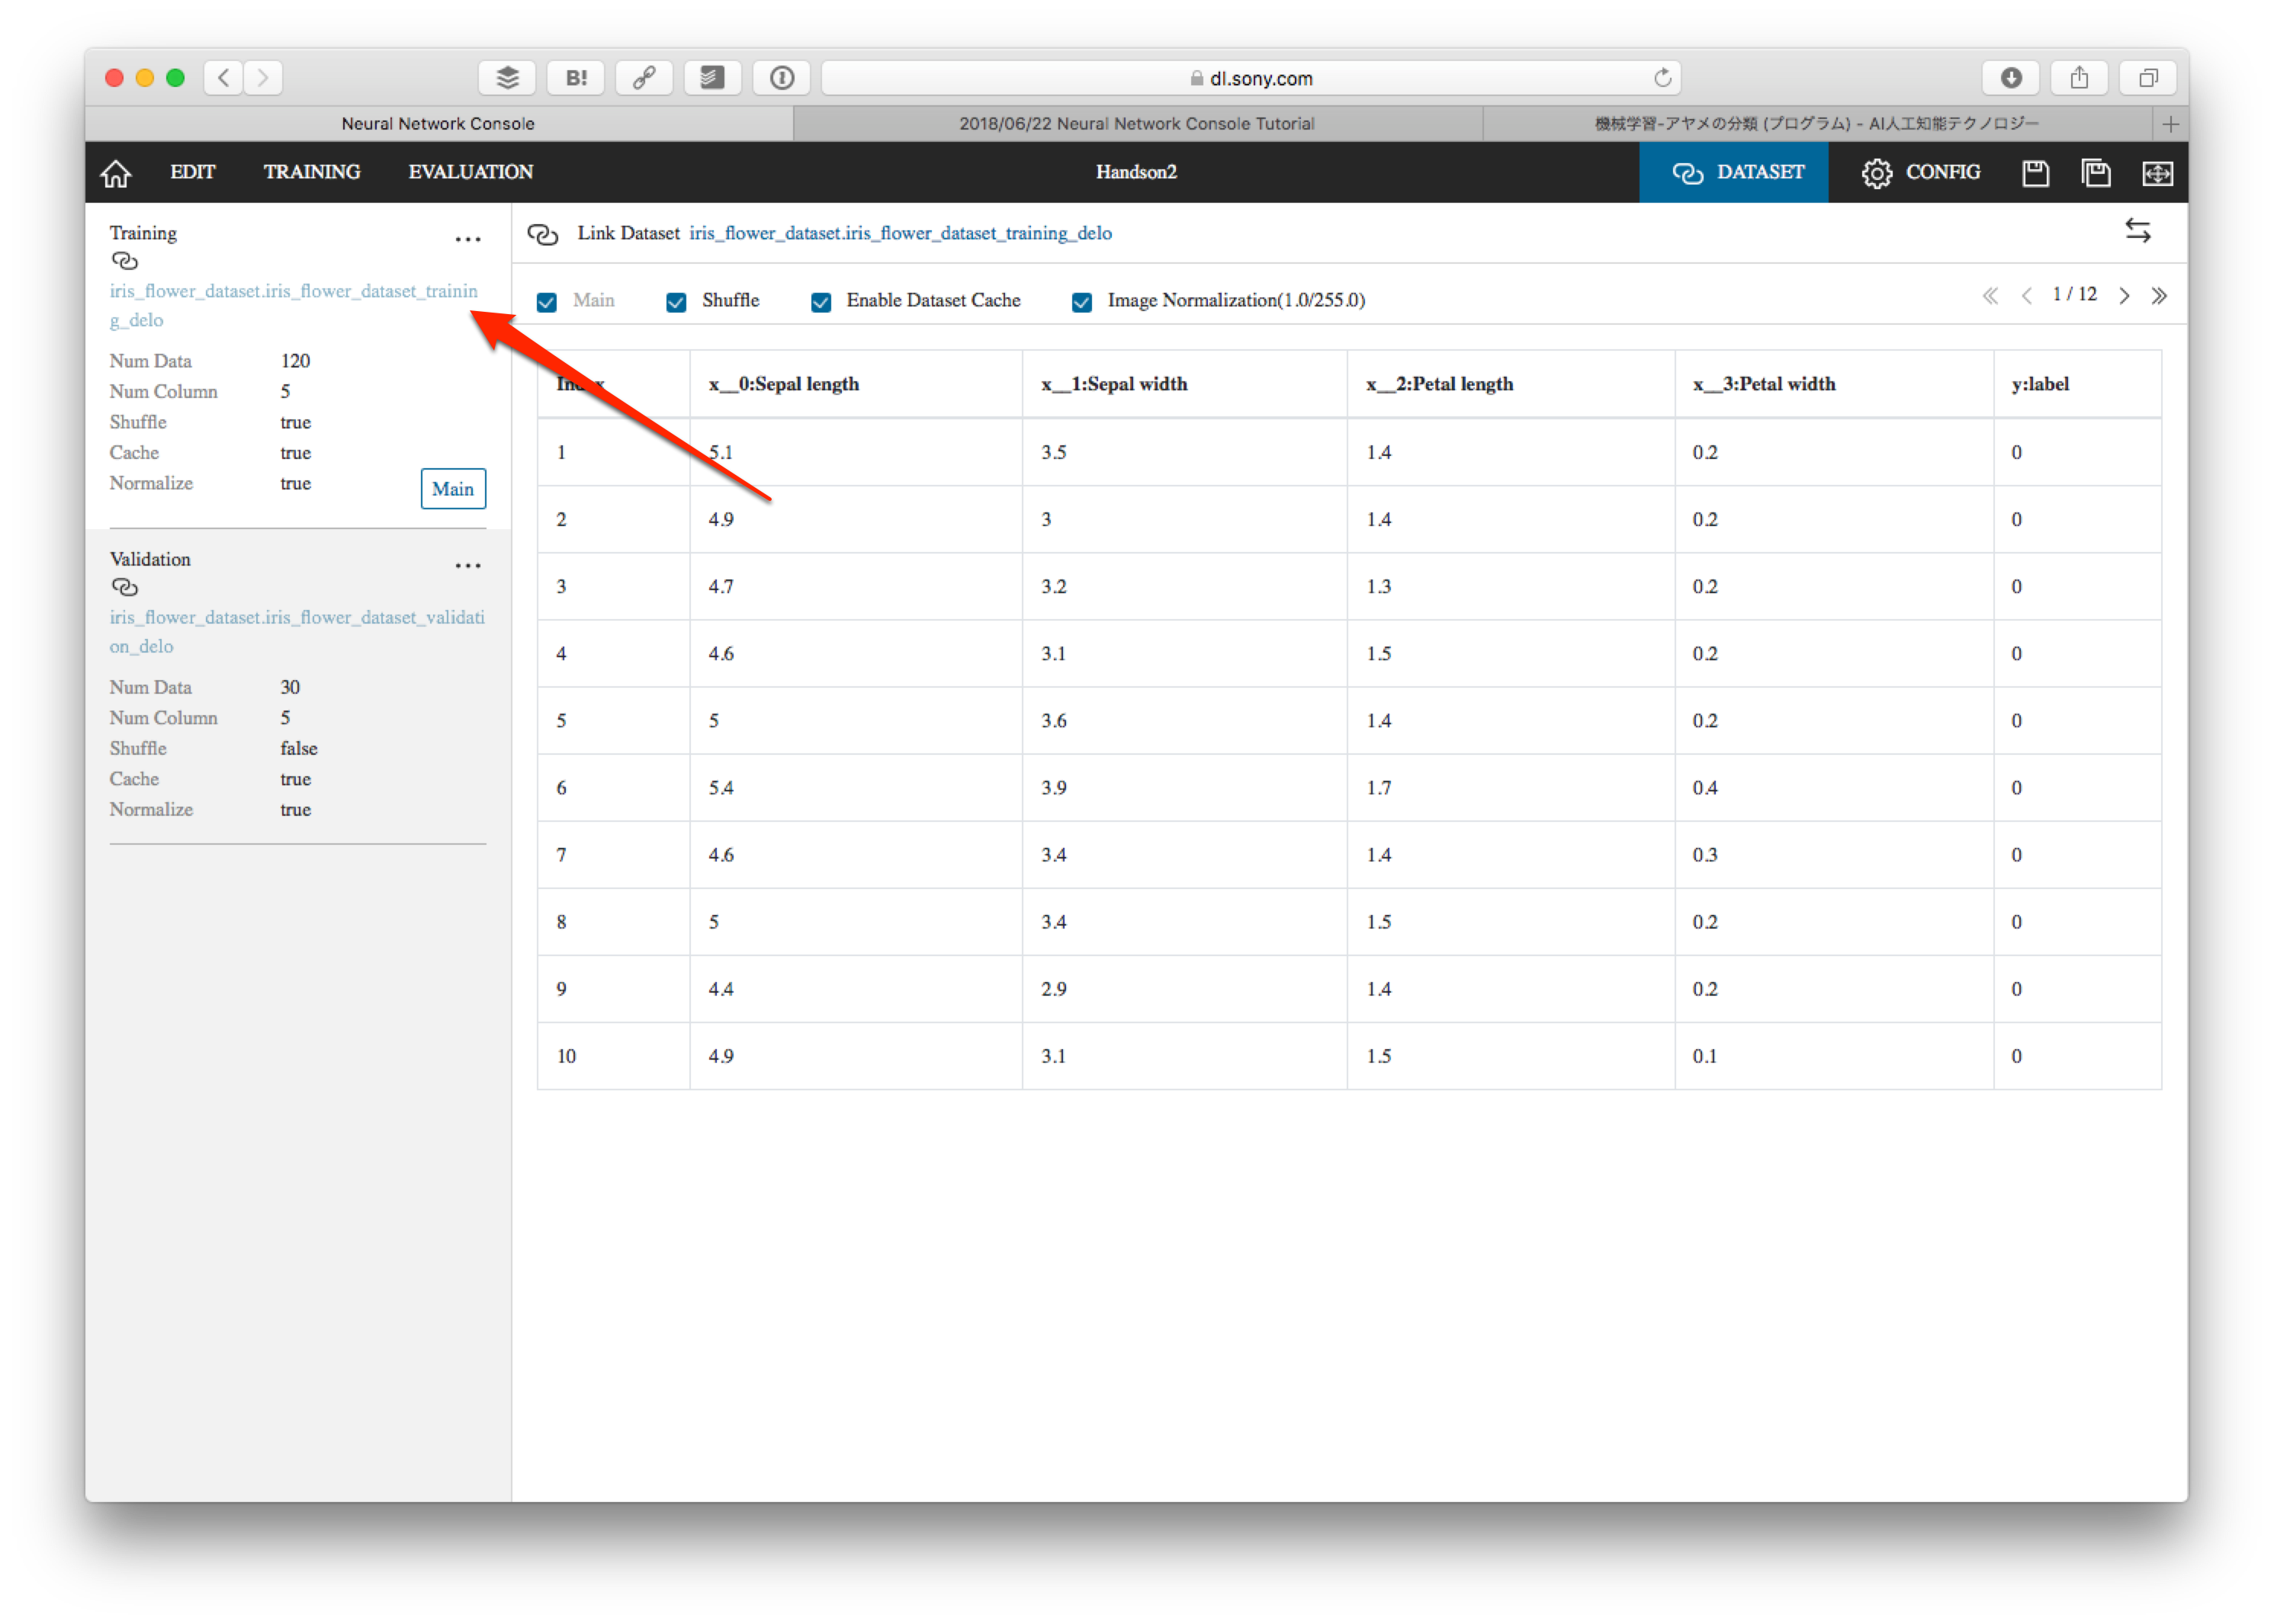 B!
dl.sony.com
Neural Network Console
2018/06/22 Neural Network Console Tutorial
機械学習-アヤメの分類 (プログラム) - AI人工知能テクノロジー
EDIT TRAINING EVALUATION Handson2 DATASET CONFIG
Training
iris_flower_dataset.iris_flower_dataset_trainin
g_delo
Num Data 120
Num Column 5
Shuffle true
Cache true
Normalize true
Main
Validation
iris_flower_dataset.iris_flower_dataset_validati
on_delo
Num Data 30
Num Column 5
Shuffle false
Cache true
Normalize true
Link Dataset iris_flower_dataset.iris_flower_dataset_training_delo
Main Shuffle Enable Dataset Cache Image Normalization(1.0/255.0) 1 / 12
Index x__0:Sepal length x__1:Sepal width x__2:Petal length x__3:Petal width y:label
1 5.1 3.5 1.4 0.2 0
2 4.9 3 1.4 0.2 0
3 4.7 3.2 1.3 0.2 0
4 4.6 3.1 1.5 0.2 0
5 5 3.6 1.4 0.2 0
6 5.4 3.9 1.7 0.4 0
7 4.6 3.4 1.4 0.3 0
8 5 3.4 1.5 0.2 0
9 4.4 2.9 1.4 0.2 0
10 4.9 3.1 1.5 0.1 0